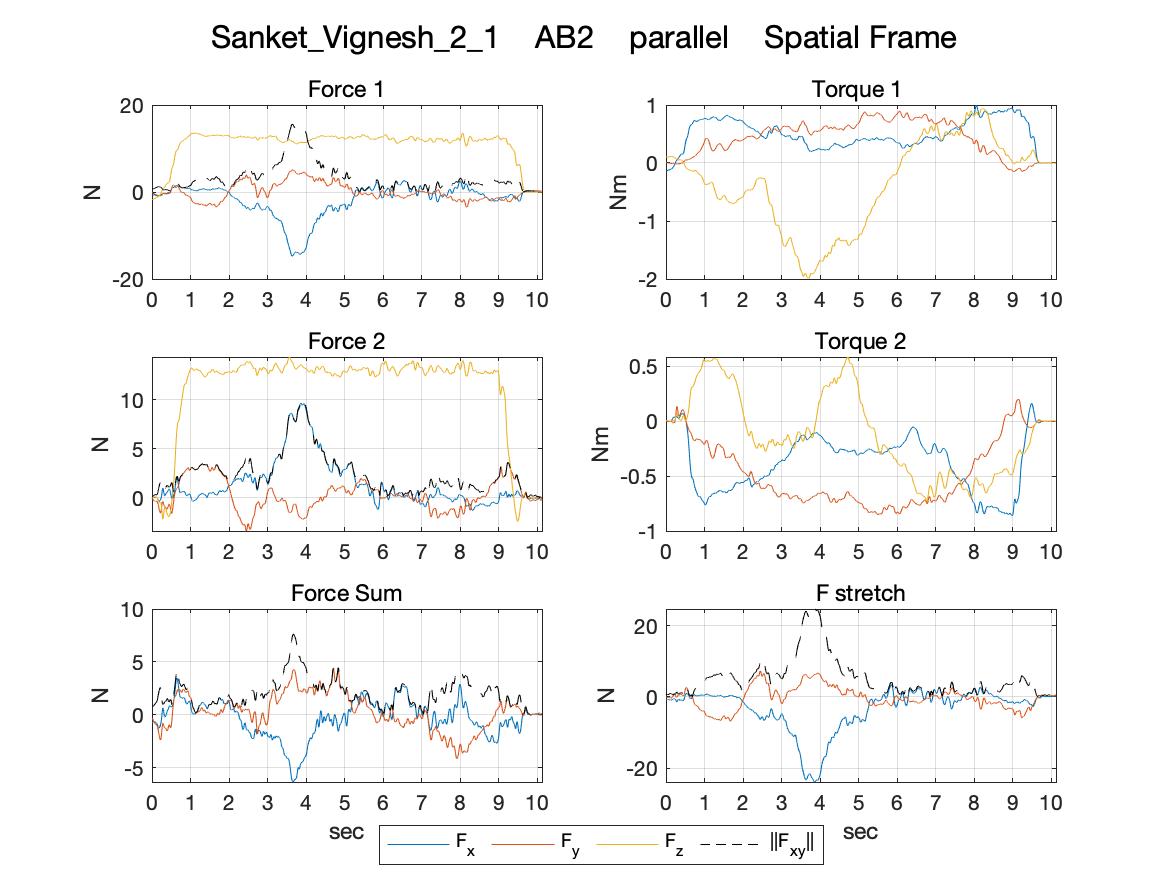 Sanket_Vignesh_2_1 AB2 parallel Spatial Frame
Force 1
20
0
-20
N
0 1 2 3 4 5 6 7 8 9 10
Torque 1
1
0
-1
-2
Nm
0 1 2 3 4 5 6 7 8 9 10
Force 2
10
5
0
N
0 1 2 3 4 5 6 7 8 9 10
Torque 2
0.5
0
-0.5
-1
Nm
0 1 2 3 4 5 6 7 8 9 10
Force Sum
10
5
0
-5
N
0 1 2 3 4 5 6 7 8 9 10
sec
F stretch
20
0
-20
N
0 1 2 3 4 5 6 7 8 9 10
sec
F_x F_y F_z ||F_xy||